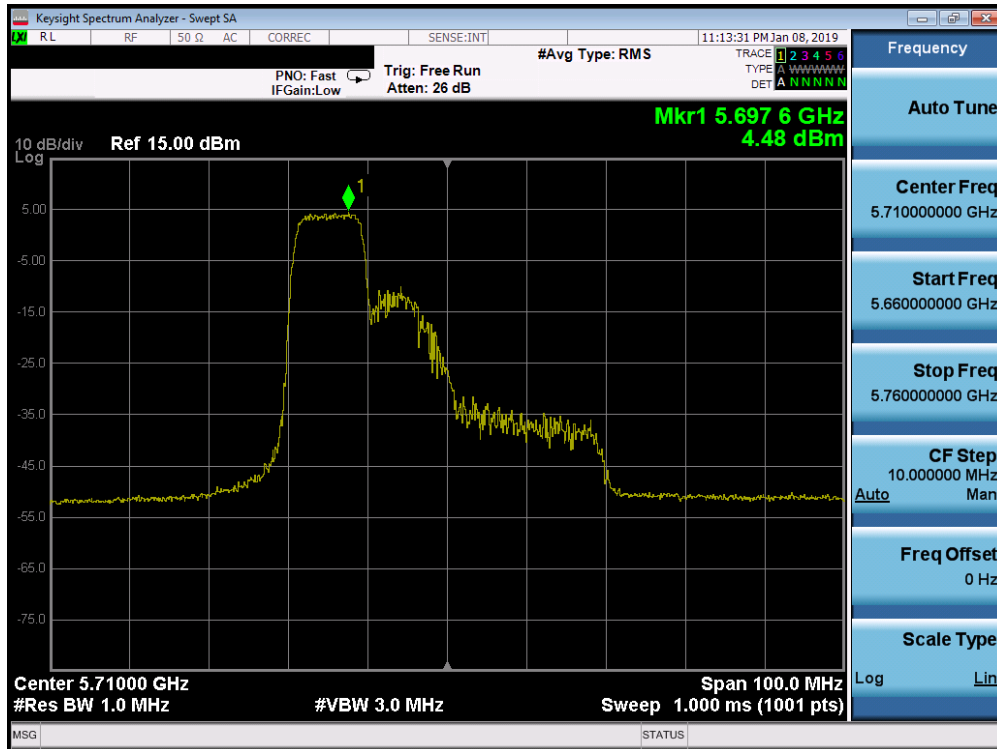 Keysight Spectrum Analyzer - Swept SA
LXI RL RF 50 Ω AC CORREC SENSE:INT 11:13:31 PM Jan 08, 2019
#Avg Type: RMS
TRACE 1 2 3 4 5 6
TYPE A WWWWW
DET A N N N N N
PNO: Fast
IFGain:Low
Trig: Free Run
Atten: 26 dB
Mkr1 5.697 6 GHz
4.48 dBm
10 dB/div Ref 15.00 dBm
Log
1
5.00
-5.00
-15.0
-25.0
-35.0
-45.0
-55.0
-65.0
-75.0
Center 5.71000 GHz
Span 100.0 MHz
#Res BW 1.0 MHz
#VBW 3.0 MHz
Sweep 1.000 ms (1001 pts)
MSG
STATUS
Frequency
Auto Tune
Center Freq
5.710000000 GHz
Start Freq
5.660000000 GHz
Stop Freq
5.760000000 GHz
CF Step
10.000000 MHz
Auto Man
Freq Offset
0 Hz
Scale Type
Log Lin